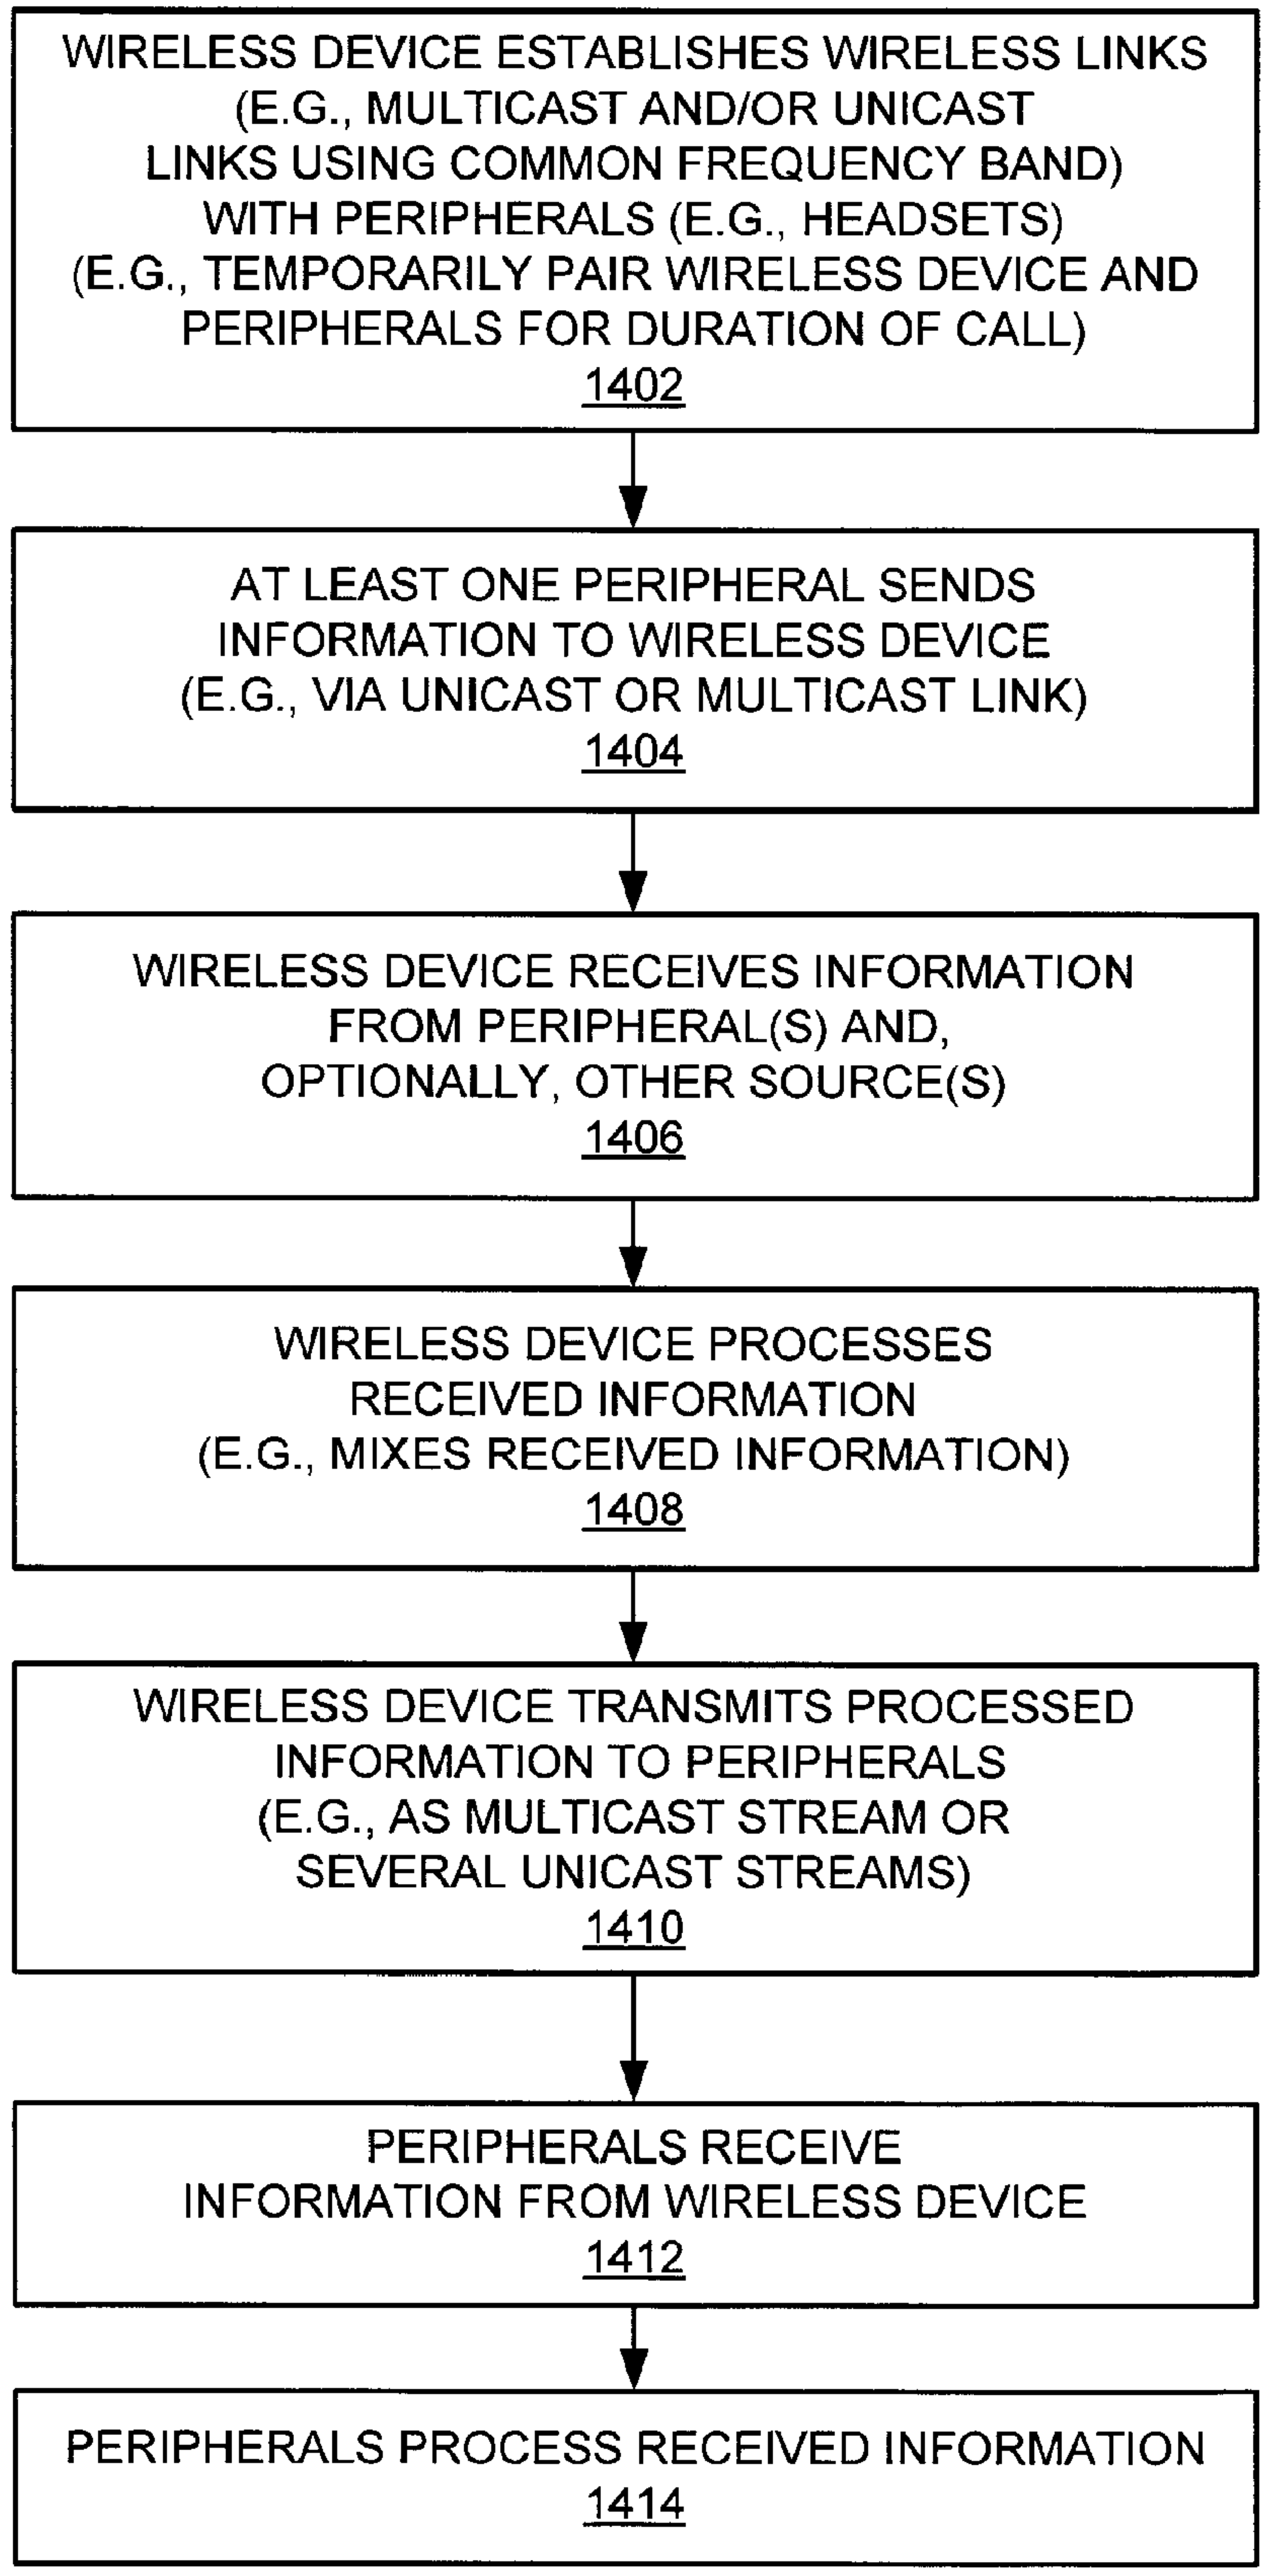 WIRELESS DEVICE ESTABLISHES WIRELESS LINKS
(E.G., MULTICAST AND/OR UNICAST
LINKS USING COMMON FREQUENCY BAND)
WITH PERIPHERALS (E.G., HEADSETS)
(E.G., TEMPORARILY PAIR WIRELESS DEVICE AND
PERIPHERALS FOR DURATION OF CALL)
1402
AT LEAST ONE PERIPHERAL SENDS
INFORMATION TO WIRELESS DEVICE
(E.G., VIA UNICAST OR MULTICAST LINK)
1404
WIRELESS DEVICE RECEIVES INFORMATION
FROM PERIPHERAL(S) AND,
OPTIONALLY, OTHER SOURCE(S)
1406
WIRELESS DEVICE PROCESSES
RECEIVED INFORMATION
(E.G., MIXES RECEIVED INFORMATION)
1408
WIRELESS DEVICE TRANSMITS PROCESSED
INFORMATION TO PERIPHERALS
(E.G., AS MULTICAST STREAM OR
SEVERAL UNICAST STREAMS)
1410
PERIPHERALS RECEIVE
INFORMATION FROM WIRELESS DEVICE
1412
PERIPHERALS PROCESS RECEIVED INFORMATION
1414